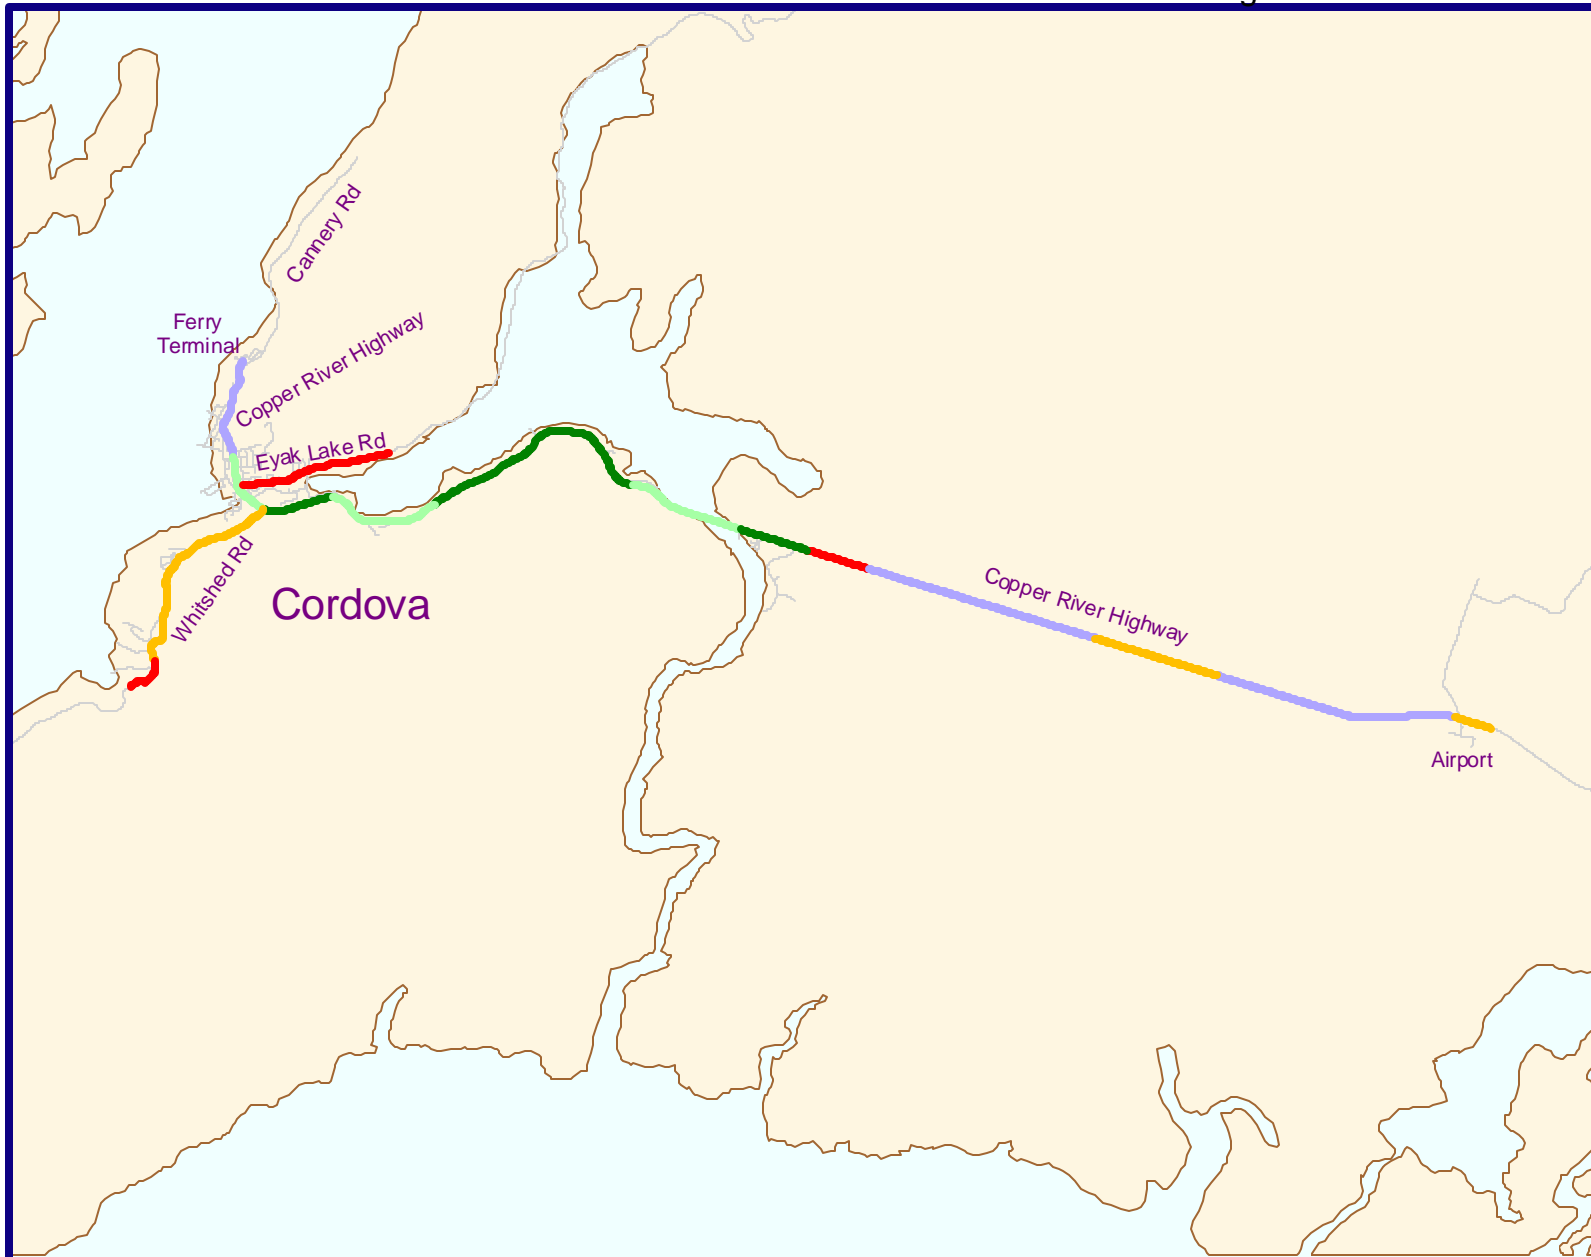 Cannery Rd
Ferry
Terminal
Copper River Highway
Eyak Lake Rd
Whitshed Rd
Cordova
Copper River Highway
Airport